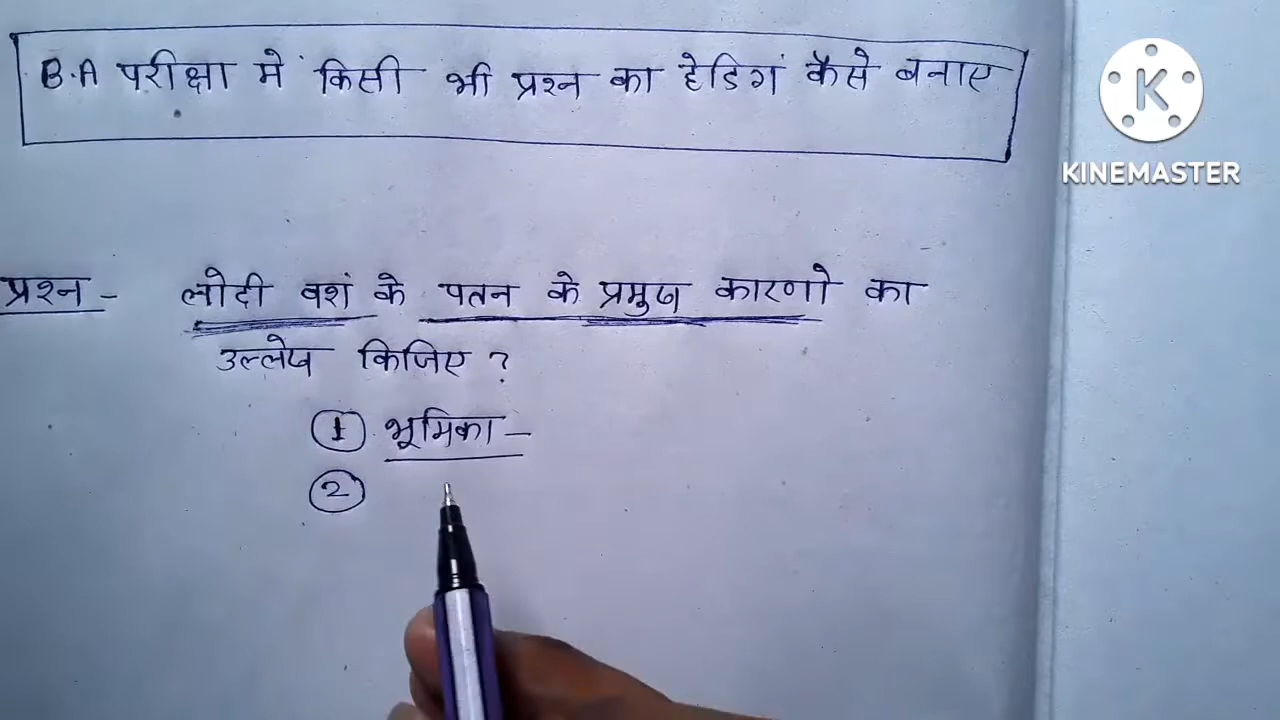 B.A परीक्षा में किसी भी प्रश्न का हेडिगं कैसे बनाए
KINEMASTER
प्रश्न - लोदी वशं के पतन के प्रमुख कारणो का
उल्लेख किजिए ?
1 भूमिका -
2